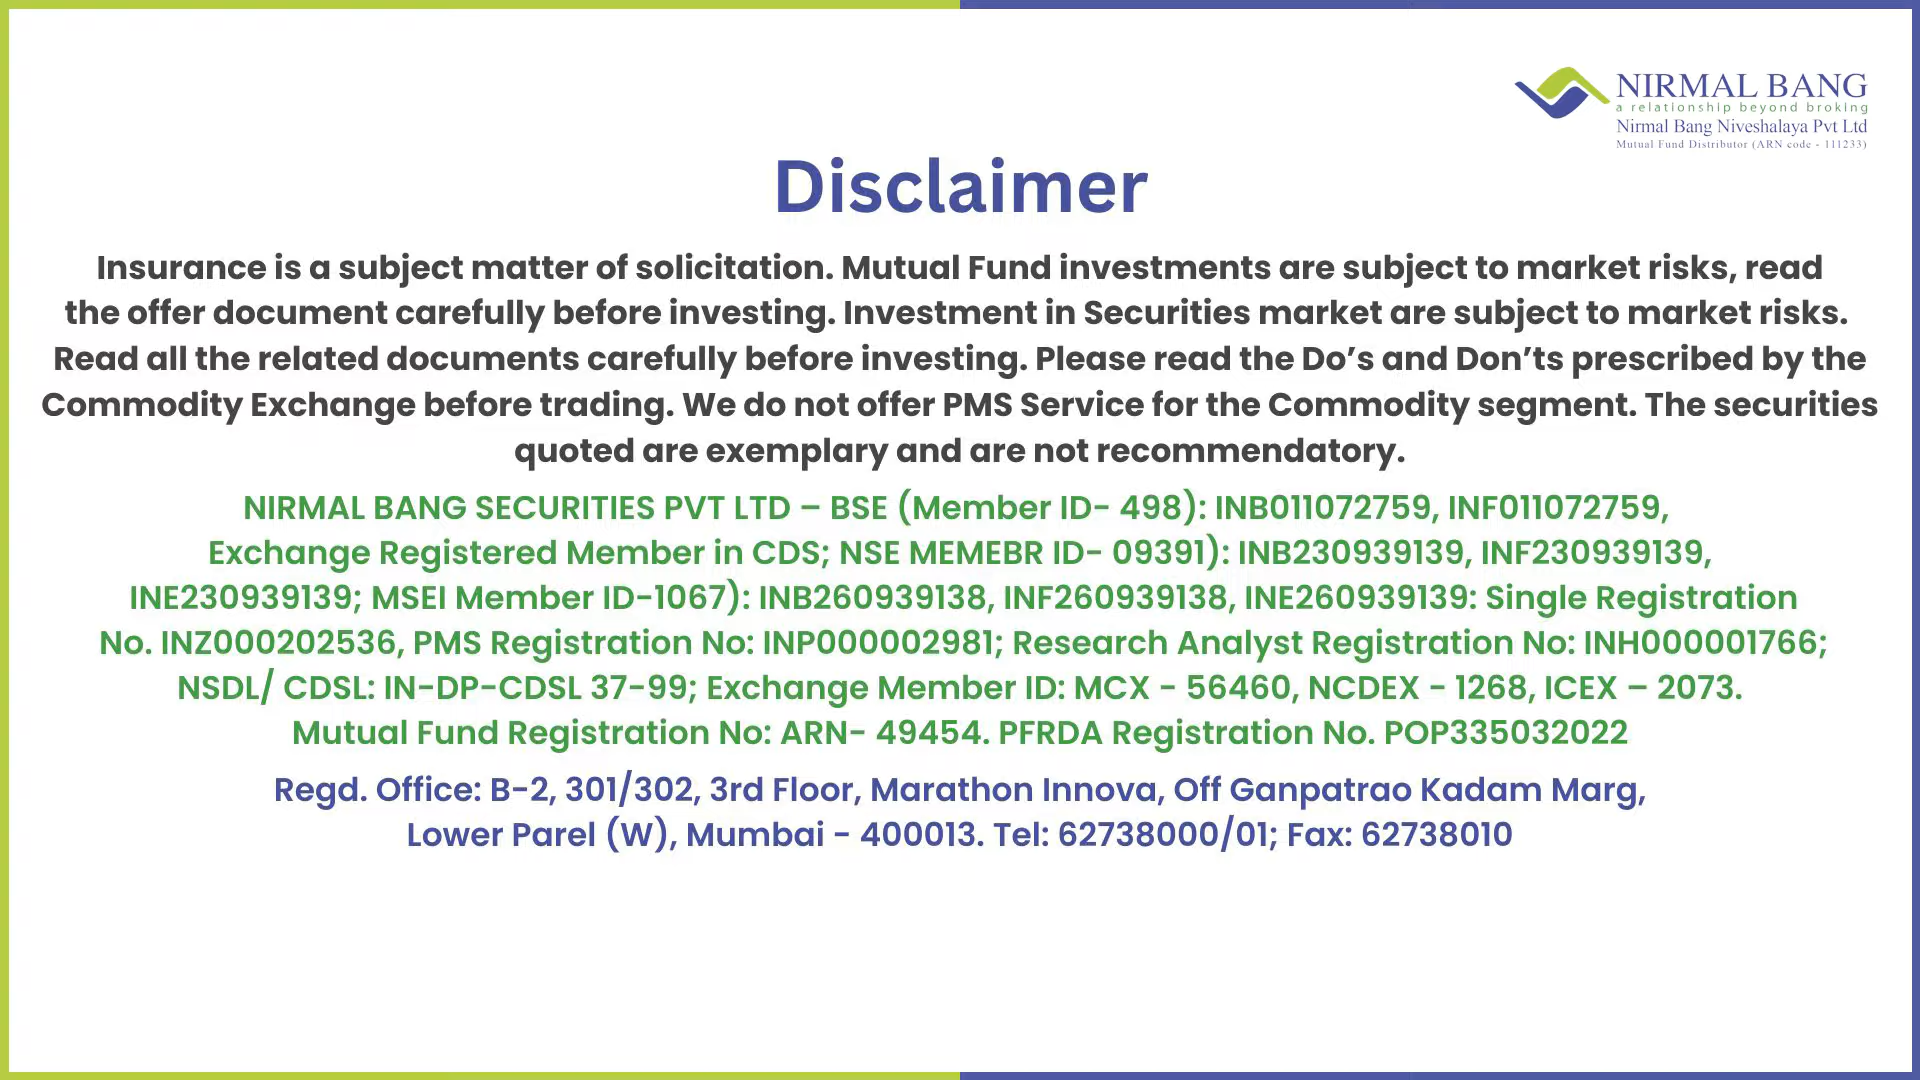 NIRMAL BANG
a relationship beyond broking
Nirmal Bang Niveshalaya Pvt Ltd
Mutual Fund Distributor (ARN code - 111233)
Disclaimer
Insurance is a subject matter of solicitation. Mutual Fund investments are subject to market risks, read
the offer document carefully before investing. Investment in Securities market are subject to market risks.
Read all the related documents carefully before investing. Please read the Do’s and Don’ts prescribed by the
Commodity Exchange before trading. We do not offer PMS Service for the Commodity segment. The securities
quoted are exemplary and are not recommendatory.
NIRMAL BANG SECURITIES PVT LTD – BSE (Member ID- 498): INB011072759, INF011072759,
Exchange Registered Member in CDS; NSE MEMEBR ID- 09391): INB230939139, INF230939139,
INE230939139; MSEI Member ID-1067): INB260939138, INF260939138, INE260939139: Single Registration
No. INZ000202536, PMS Registration No: INP000002981; Research Analyst Registration No: INH000001766;
NSDL/ CDSL: IN-DP-CDSL 37-99; Exchange Member ID: MCX - 56460, NCDEX - 1268, ICEX – 2073.
Mutual Fund Registration No: ARN- 49454. PFRDA Registration No. POP335032022
Regd. Office: B-2, 301/302, 3rd Floor, Marathon Innova, Off Ganpatrao Kadam Marg,
Lower Parel (W), Mumbai - 400013. Tel: 62738000/01; Fax: 62738010